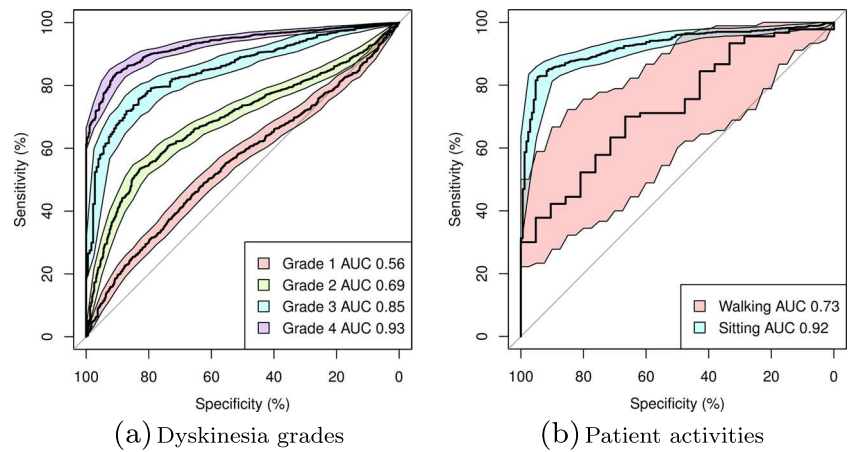 Sensitivity (%)
100
80
60
40
20
0
Grade 1 AUC 0.56
Grade 2 AUC 0.69
Grade 3 AUC 0.85
Grade 4 AUC 0.93
100 80 60 40 20 0
Specificity (%)
(a) Dyskinesia grades
Sensitivity (%)
100
80
60
40
20
0
Walking AUC 0.73
Sitting AUC 0.92
100 80 60 40 20 0
Specificity (%)
(b) Patient activities